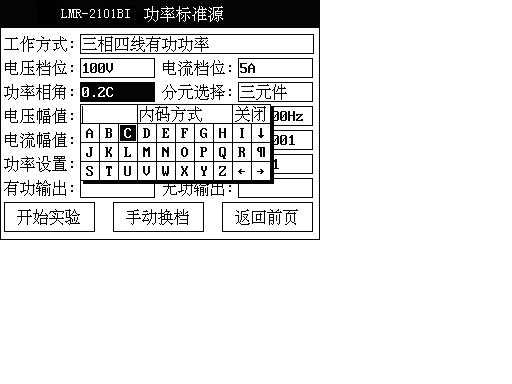 LMR-2101BI 功率标准源
工作方式: 三相四线有功功率
电压档位: 100V 电流档位: 5A
功率相角: 0.2C 分元选择: 三元件
电压幅值: 内码方式 关闭 00Hz
A B C D E F G H I ↓
电流幅值: 001
J K L M N O P Q R ¶
功率设置: 1
S T U V W X Y Z ← →
有功输出: 无功输出:
开始实验 手动换档 返回前页